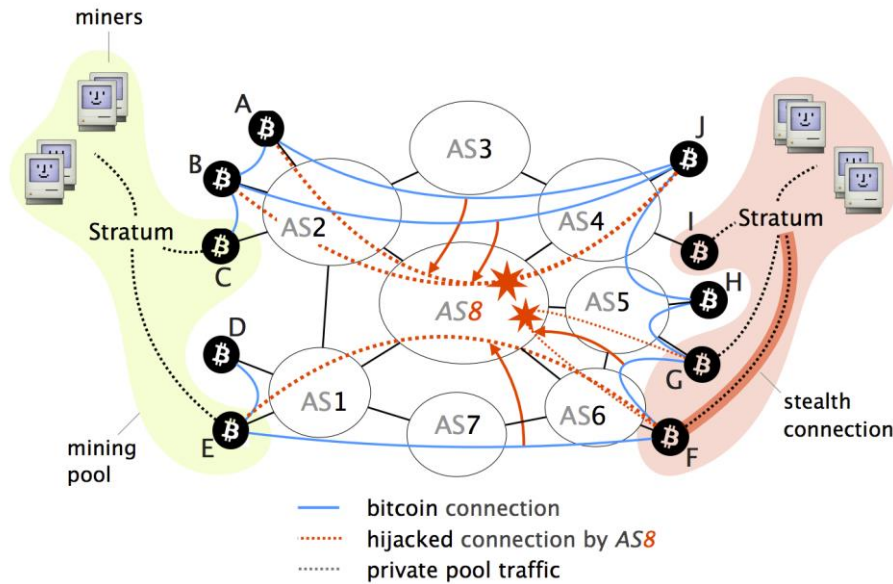 miners
A
J
B
AS3
AS2
AS4
I
Stratum
Stratum
C
H
AS8
AS5
D
G
AS1
AS6
AS7
stealth
connection
mining
pool
E
F
bitcoin connection
hijacked connection by AS8
private pool traffic